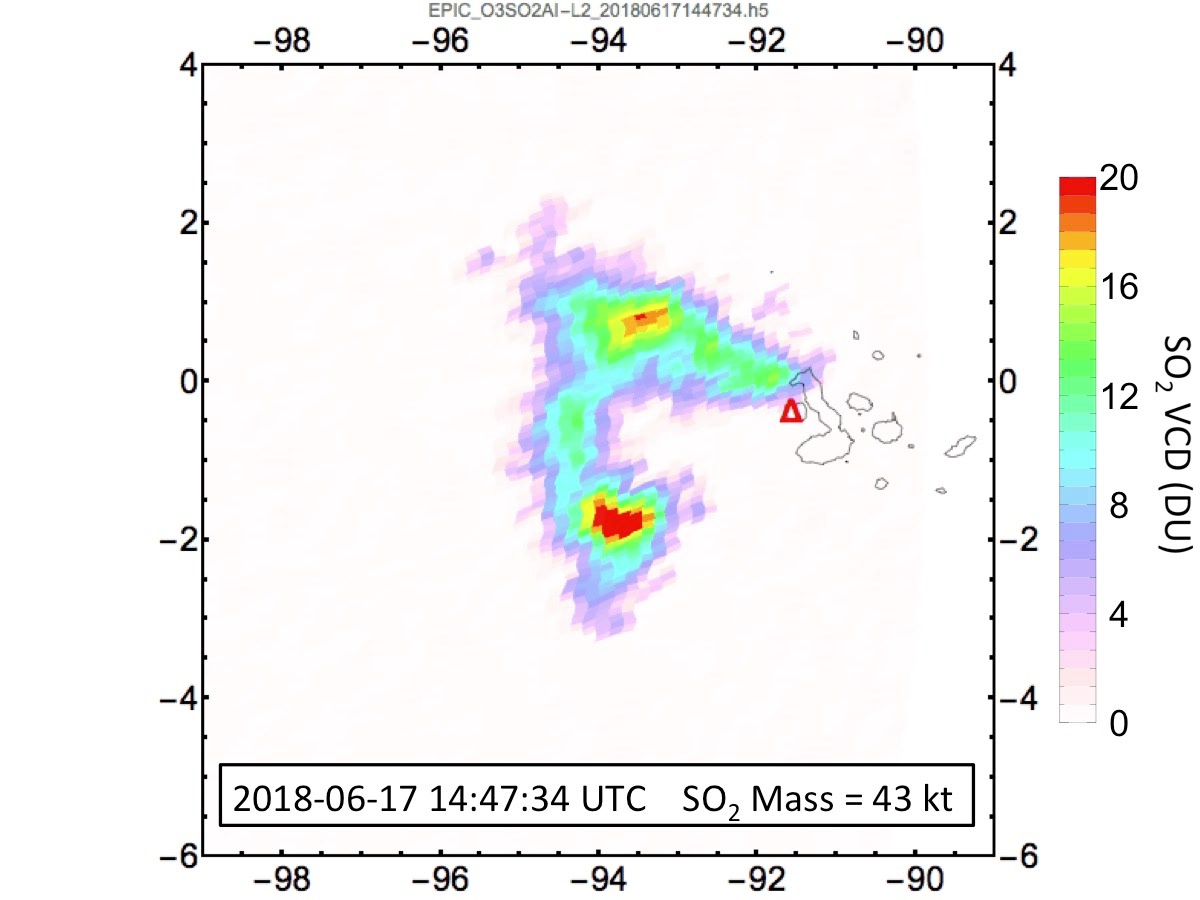 EPIC_O3SO2AI−L2_20180617144734.h5
−98 −96 −94 −92 −90
4 4
2 2
0 0
−2 −2
−4 −4
−6 −6
−98 −96 −94 −92 −90
2018-06-17 14:47:34 UTC SO2 Mass = 43 kt
20
16
12
8
4
0
SO2 VCD (DU)